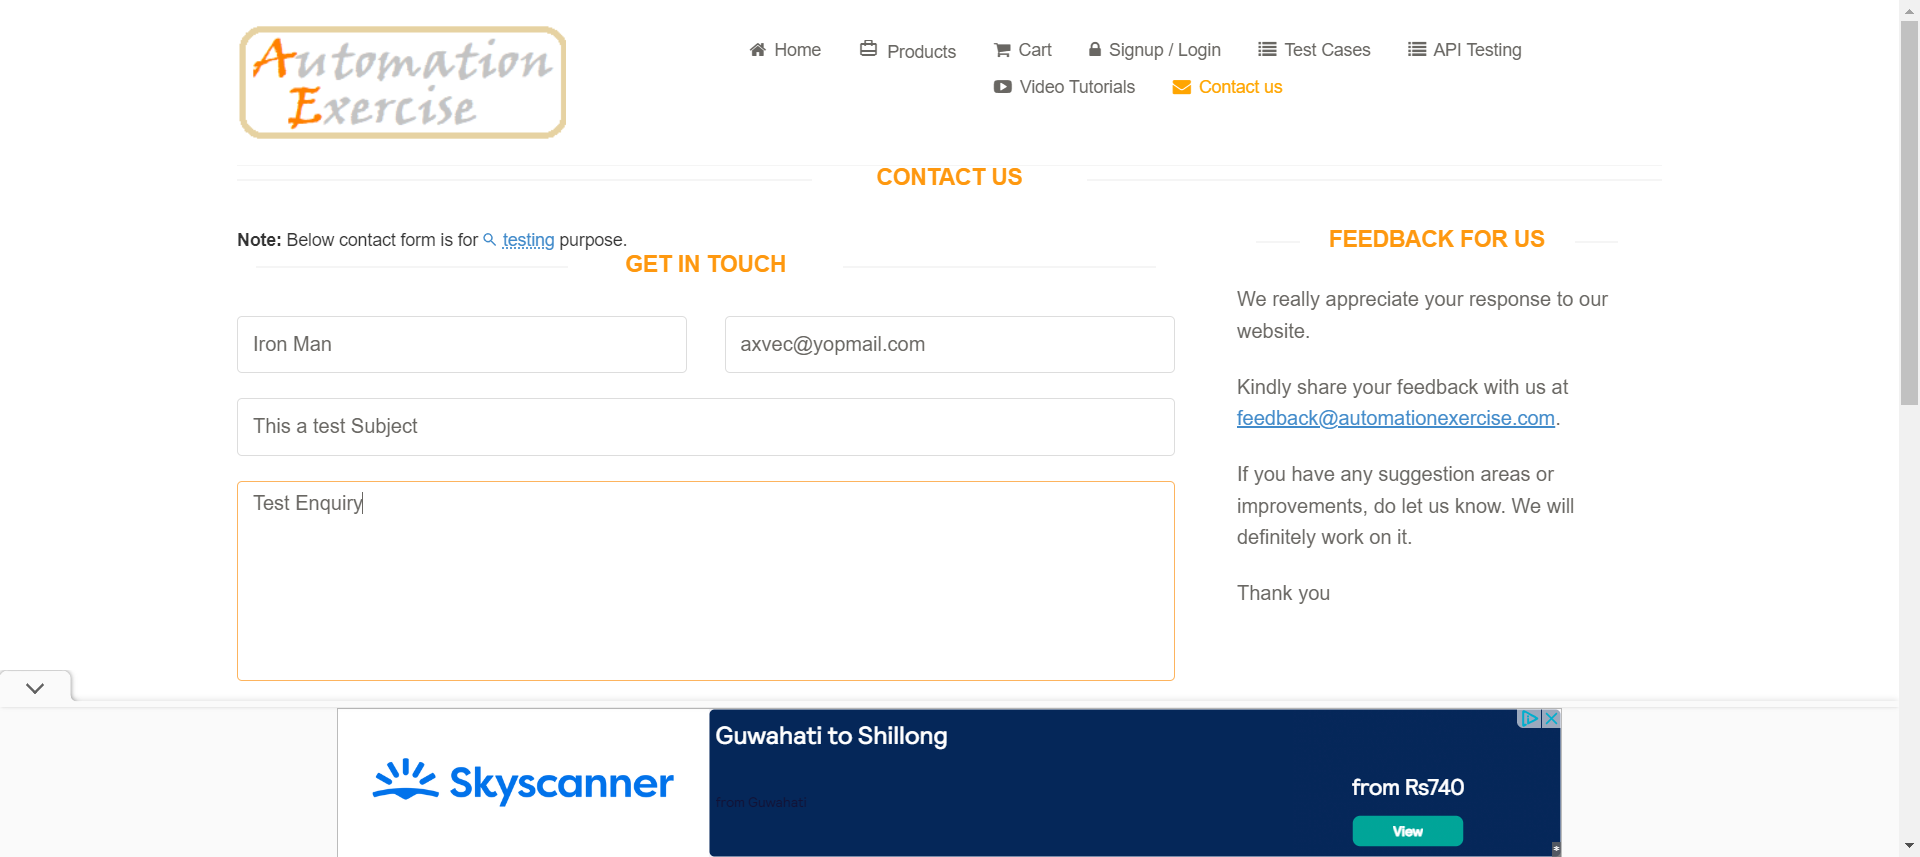 Automation
Exercise
Home
Products
Cart
Signup / Login
Test Cases
API Testing
Video Tutorials
Contact us
CONTACT US
Note: Below contact form is for testing purpose.
GET IN TOUCH
Iron Man
axvec@yopmail.com
This a test Subject
Test Enquiry
FEEDBACK FOR US
We really appreciate your response to our
website.
Kindly share your feedback with us at
feedback@automationexercise.com.
If you have any suggestion areas or
improvements, do let us know. We will
definitely work on it.
Thank you
Skyscanner
Guwahati to Shillong
from Guwahati
from Rs740
View